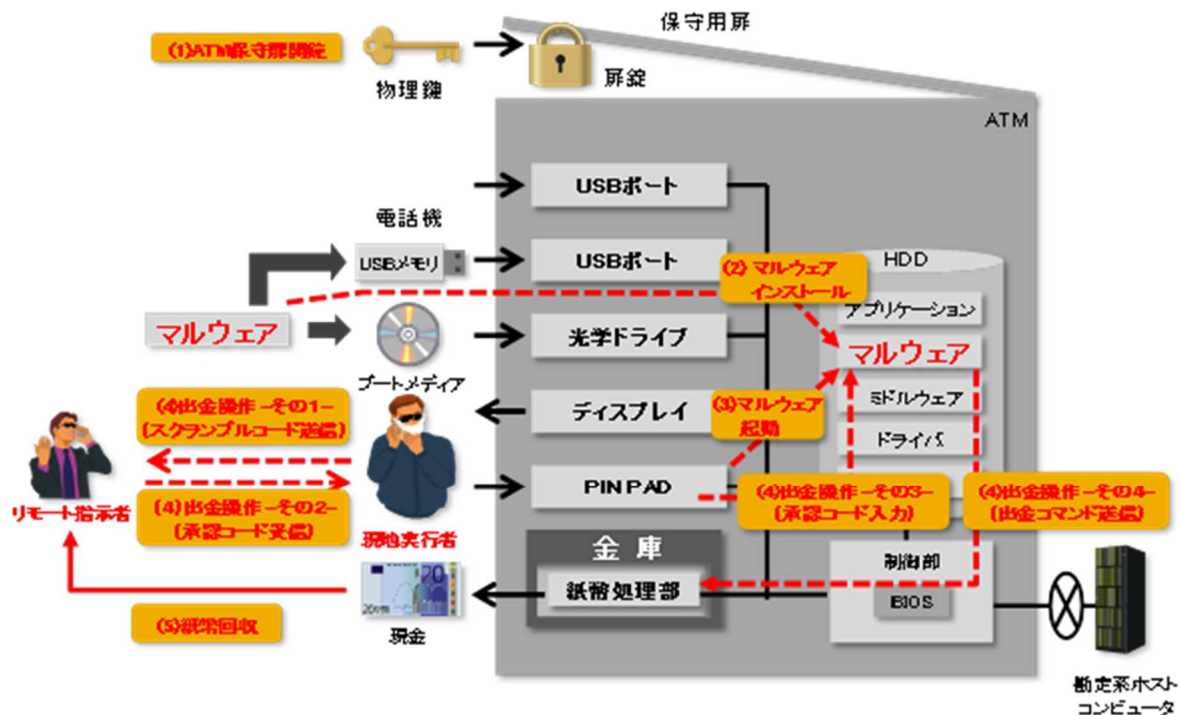 保守用扉
(1)ATM保守扉開錠
物理鍵
扉錠
ATM
USBポート
電話機
USBメモリ
USBポート
(2) マルウェア
インストール
HDD
アプリケーション
マルウェア
光学ドライブ
マルウェア
ブートメディア
(4)出金操作-その1-
(スクランブルコード送信)
ディスプレイ
(3)マルウェア
起動
ミドルウェア
ドライバ
PIN PAD
リモート指示者
(4)出金操作-その2-
(承認コード受信)
現地実行者
(4)出金操作-その3-
(承認コード入力)
(4)出金操作-その4-
(出金コマンド送信)
金庫
紙幣処理部
制御部
BIOS
20
20euro
現金
(5)紙幣回収
勘定系ホスト
コンピュータ